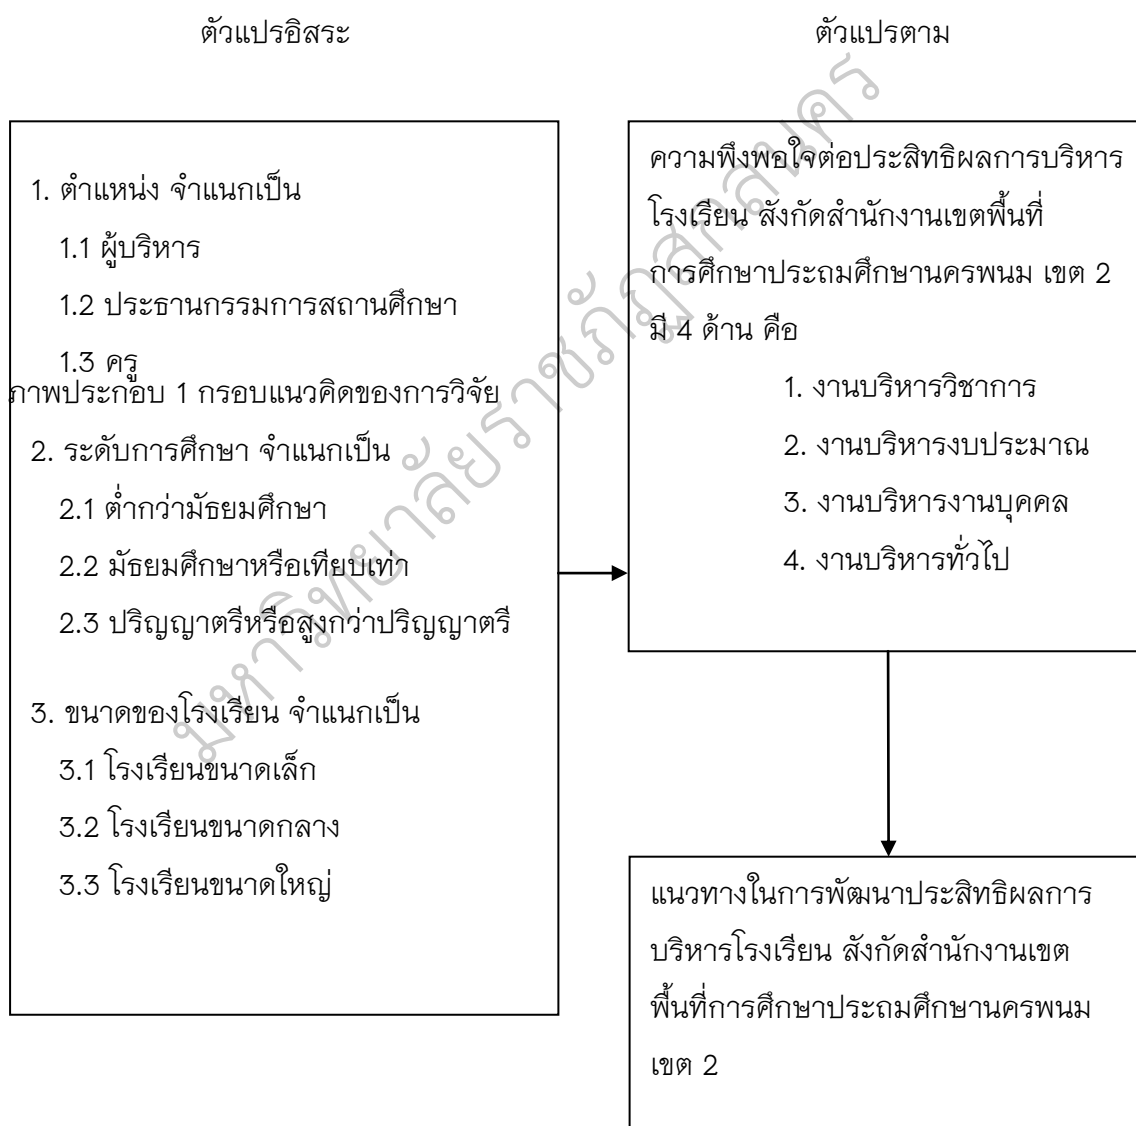 ตัวแปรอิสระ
ตัวแปรตาม
1. ตำแหน่ง จำแนกเป็น
1.1 ผู้บริหาร
1.2 ประธานกรรมการสถานศึกษา
1.3 ครู
ภาพประกอบ 1 กรอบแนวคิดของการวิจัย
2. ระดับการศึกษา จำแนกเป็น
2.1 ต่ำกว่ามัธยมศึกษา
2.2 มัธยมศึกษาหรือเทียบเท่า
2.3 ปริญญาตรีหรือสูงกว่าปริญญาตรี
3. ขนาดของโรงเรียน จำแนกเป็น
3.1 โรงเรียนขนาดเล็ก
3.2 โรงเรียนขนาดกลาง
3.3 โรงเรียนขนาดใหญ่
ความพึงพอใจต่อประสิทธิผลการบริหาร
โรงเรียน สังกัดสำนักงานเขตพื้นที่
การศึกษาประถมศึกษานครพนม เขต 2
มี 4 ด้าน คือ
1. งานบริหารวิชาการ
2. งานบริหารงบประมาณ
3. งานบริหารงานบุคคล
4. งานบริหารทั่วไป
แนวทางในการพัฒนาประสิทธิผลการ
บริหารโรงเรียน สังกัดสำนักงานเขต
พื้นที่การศึกษาประถมศึกษานครพนม
เขต 2
มหาวิทยาลัยราชภัฏสกลนคร